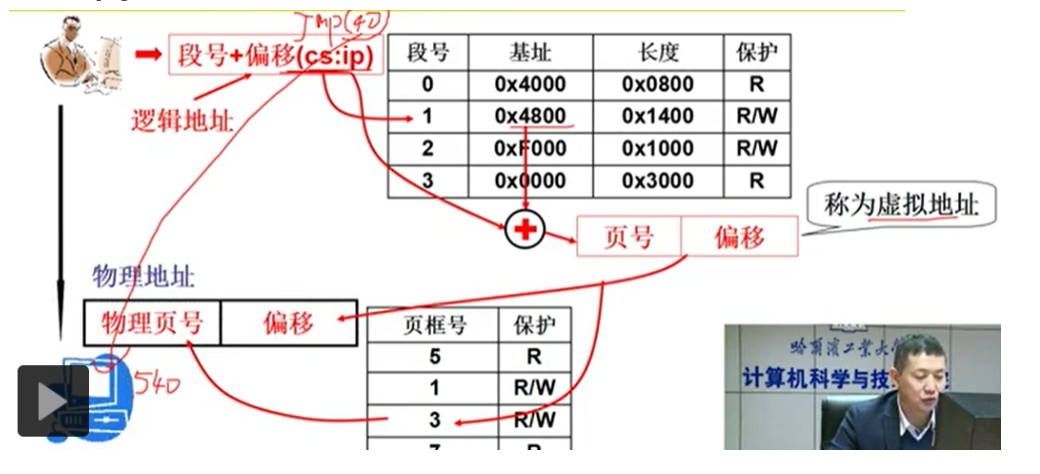 Jmp(40)
段号+偏移(cs:ip)
逻辑地址
段号 基址 长度 保护
0 0x4000 0x0800 R
1 0x4800 0x1400 R/W
2 0xF000 0x1000 R/W
3 0x0000 0x3000 R
称为虚拟地址
页号 偏移
物理地址
物理页号 偏移
页框号 保护
5 R
1 R/W
3 R/W
7 R
540
哈尔滨工业大学
计算机科学与技